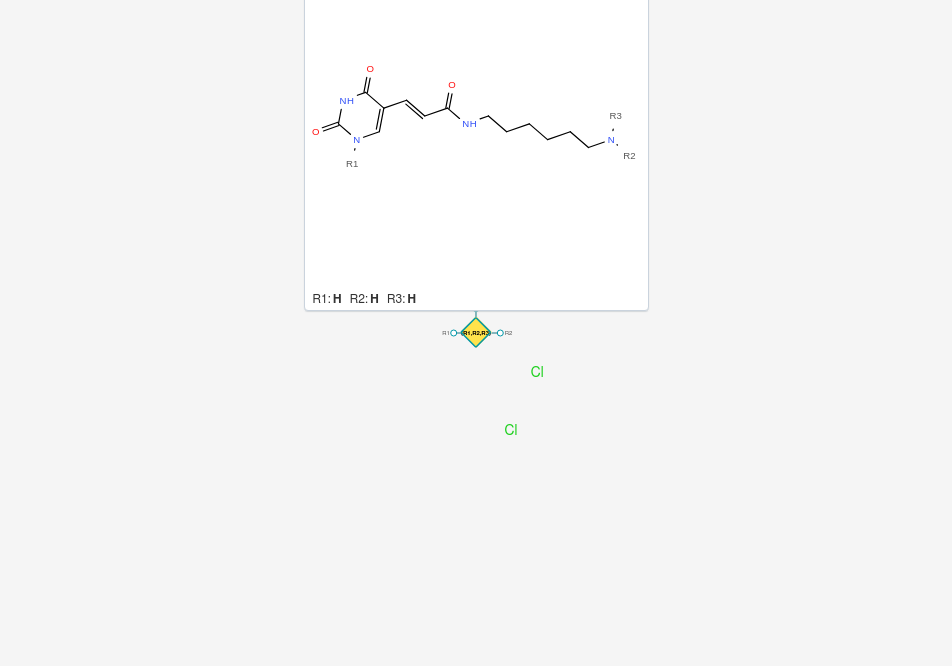 O
O
NH
NH
R3
O
N
N
R2
R1
R1: H R2: H R3: H
R1 R1,R2,R3 R2
Cl
Cl